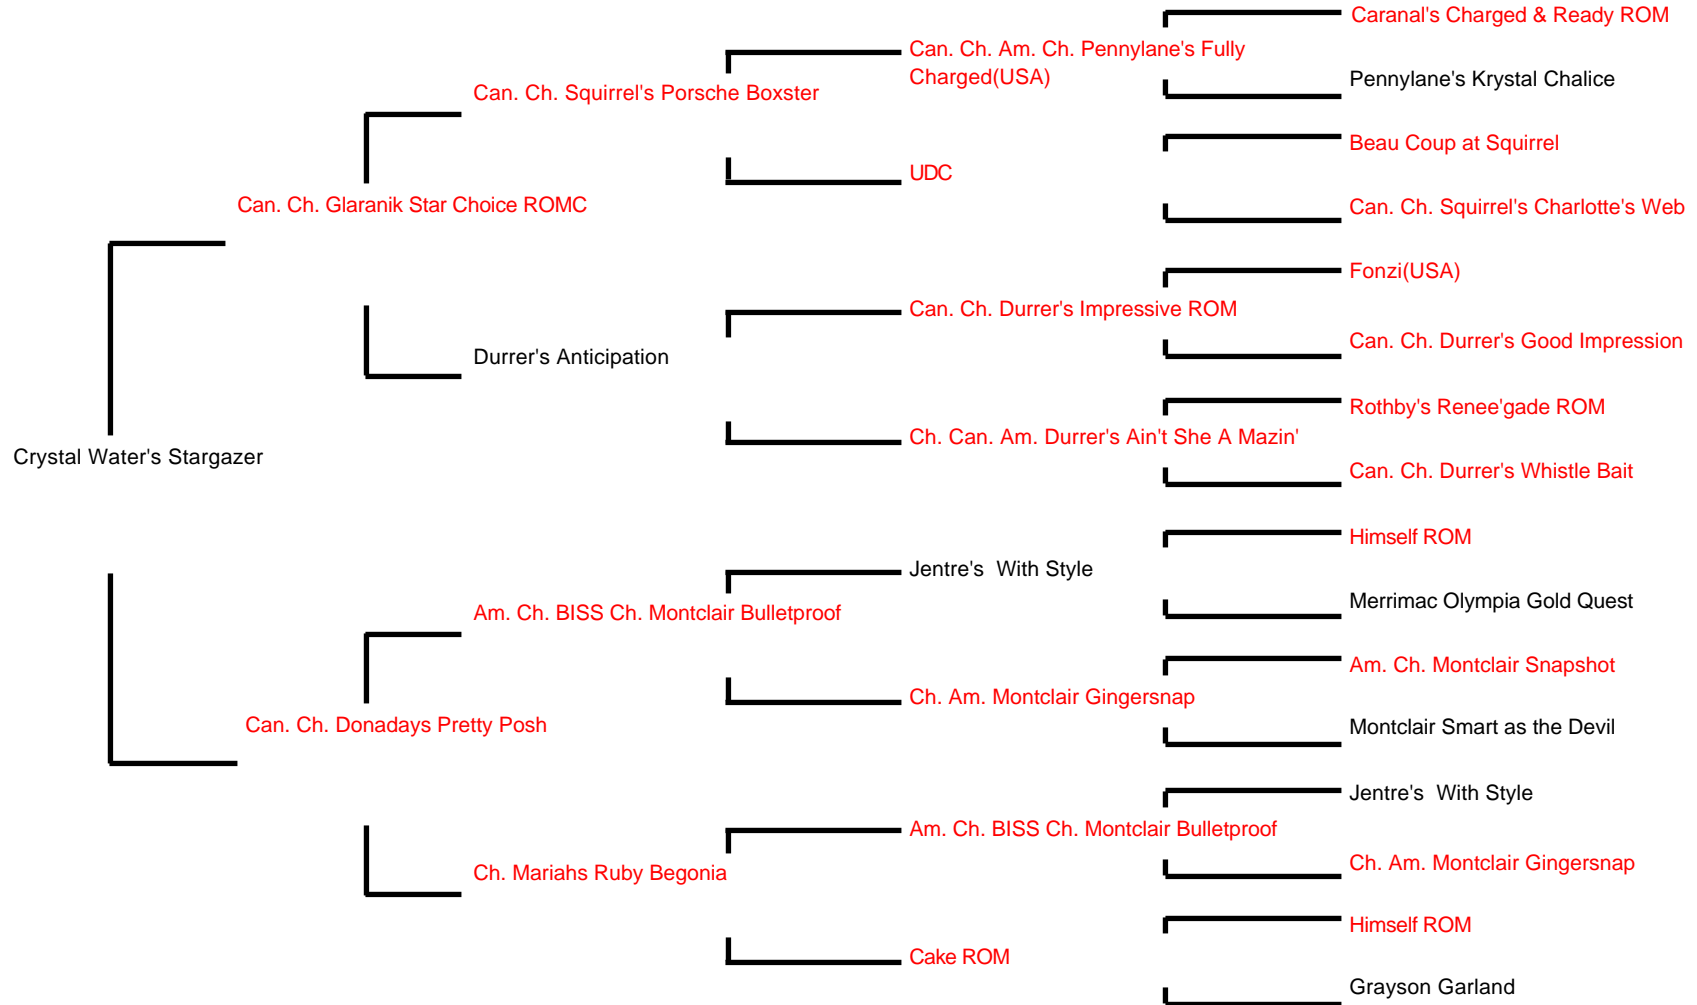 Caranal's Charged & Ready ROM
Can. Ch. Am. Ch. Pennylane's Fully
Charged(USA)
Pennylane's Krystal Chalice
Can. Ch. Squirrel's Porsche Boxster
Beau Coup at Squirrel
UDC
Can. Ch. Glaranik Star Choice ROMC
Can. Ch. Squirrel's Charlotte's Web
Fonzi(USA)
Can. Ch. Durrer's Impressive ROM
Can. Ch. Durrer's Good Impression
Durrer's Anticipation
Rothby's Renee'gade ROM
Ch. Can. Am. Durrer's Ain't She A Mazin'
Crystal Water's Stargazer
Can. Ch. Durrer's Whistle Bait
Himself ROM
Jentre's  With Style
Merrimac Olympia Gold Quest
Am. Ch. BISS Ch. Montclair Bulletproof
Am. Ch. Montclair Snapshot
Ch. Am. Montclair Gingersnap
Can. Ch. Donadays Pretty Posh
Montclair Smart as the Devil
Jentre's  With Style
Am. Ch. BISS Ch. Montclair Bulletproof
Ch. Am. Montclair Gingersnap
Ch. Mariahs Ruby Begonia
Himself ROM
Cake ROM
Grayson Garland